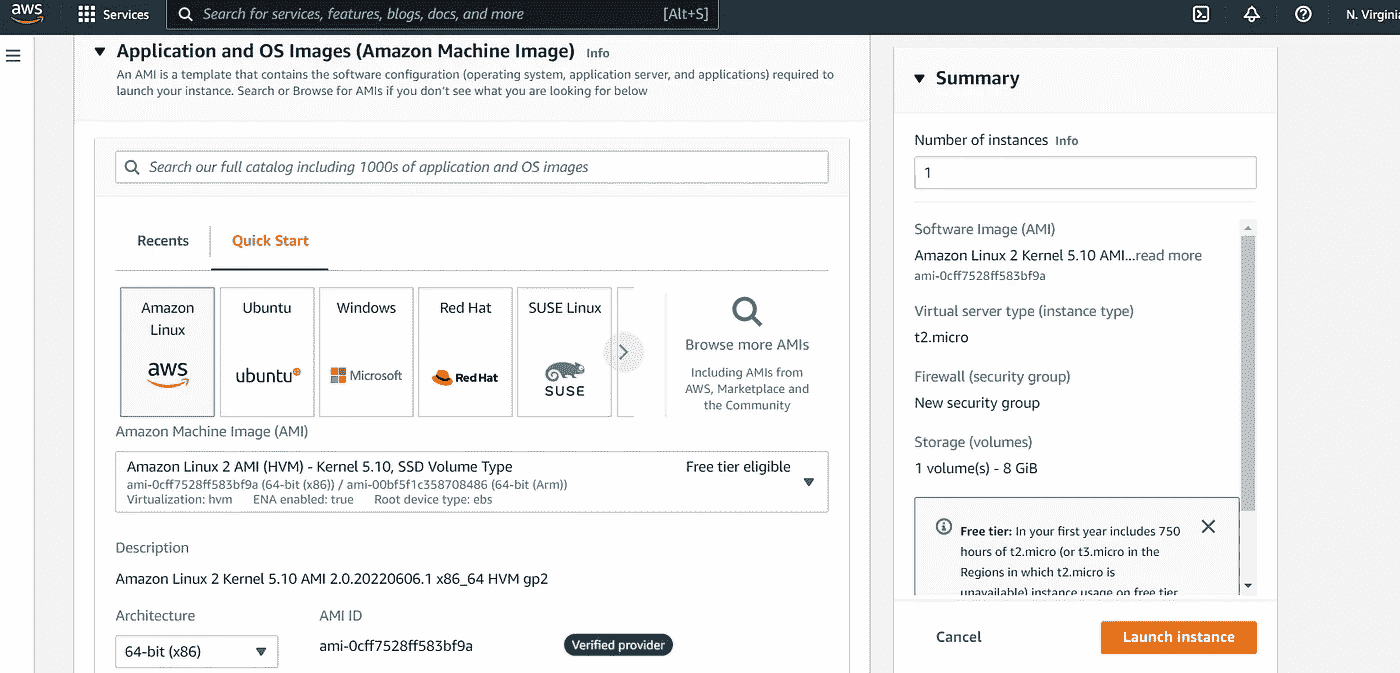 aws
Services
Search for services, features, blogs, docs, and more
[Alt+S]
N. Virginia
Application and OS Images (Amazon Machine Image) Info
An AMI is a template that contains the software configuration (operating system, application server, and applications) required to
launch your instance. Search or Browse for AMIs if you don't see what you are looking for below
Search our full catalog including 1000s of application and OS images
Recents
Quick Start
Amazon
Linux
aws
Ubuntu
ubuntu
Windows
Microsoft
Red Hat
Red Hat
SUSE Linux
SUSE
Browse more AMIs
Including AMIs from
AWS, Marketplace and
the Community
Amazon Machine Image (AMI)
Amazon Linux 2 AMI (HVM) - Kernel 5.10, SSD Volume Type
Free tier eligible
ami-0cff7528ff583bf9a (64-bit (x86)) / ami-00bf5f1c358708486 (64-bit (Arm))
Virtualization: hvm ENA enabled: true Root device type: ebs
Description
Amazon Linux 2 Kernel 5.10 AMI 2.0.20220606.1 x86_64 HVM gp2
Architecture
AMI ID
64-bit (x86)
ami-0cff7528ff583bf9a
Verified provider
Summary
Number of instances Info
1
Software Image (AMI)
Amazon Linux 2 Kernel 5.10 AMI...read more
ami-0cff7528ff583bf9a
Virtual server type (instance type)
t2.micro
Firewall (security group)
New security group
Storage (volumes)
1 volume(s) - 8 GiB
Free tier: In your first year includes 750
hours of t2.micro (or t3.micro in the
Regions in which t2.micro is
unavailable) instance usage on free tier
Cancel
Launch instance